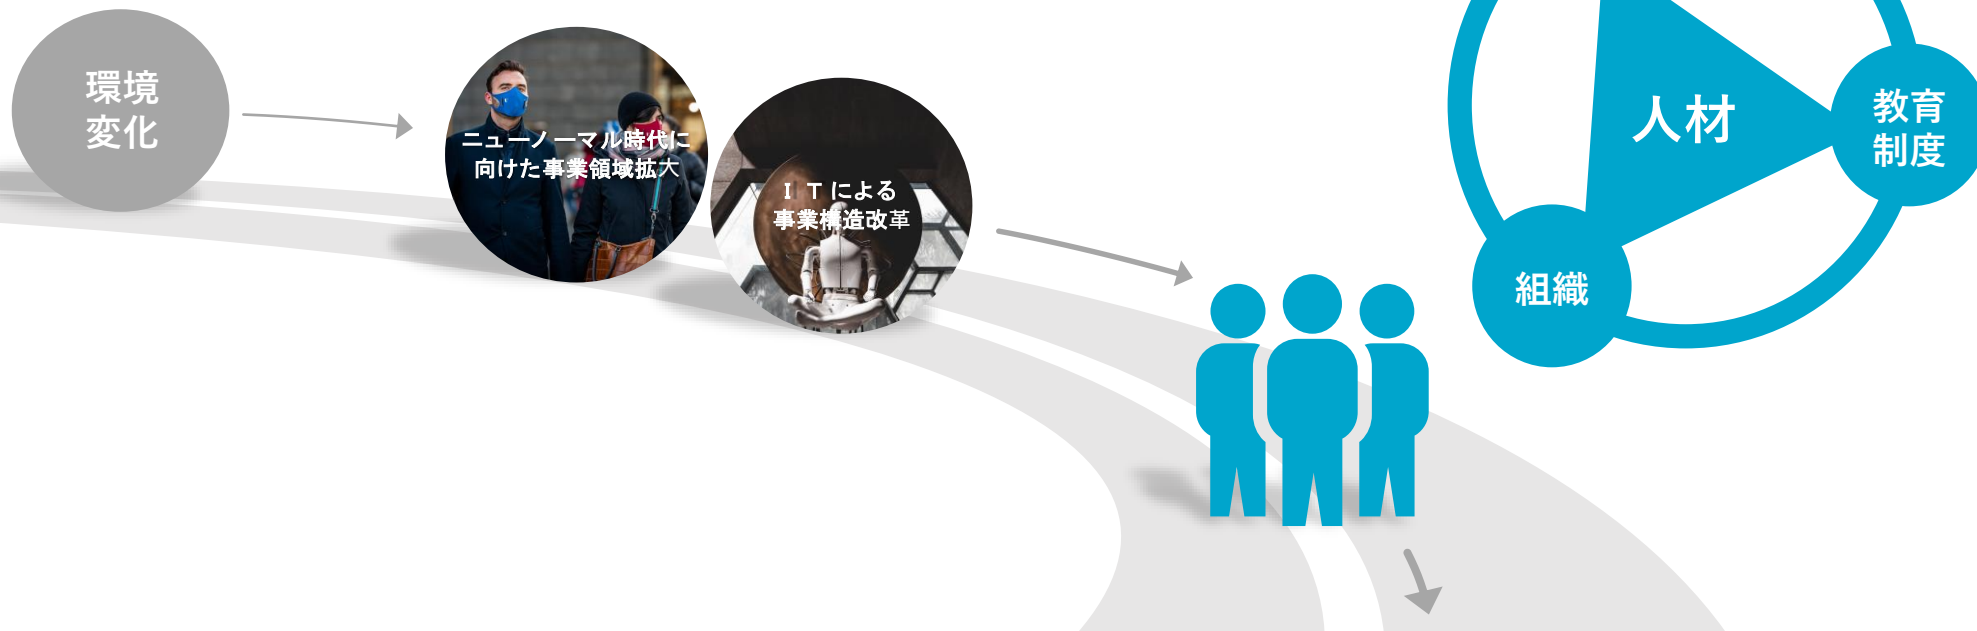 環境
変化
ニューノーマル時代に
向けた事業領域拡大
ＩＴによる
事業構造改革
人材
教育
制度
組織